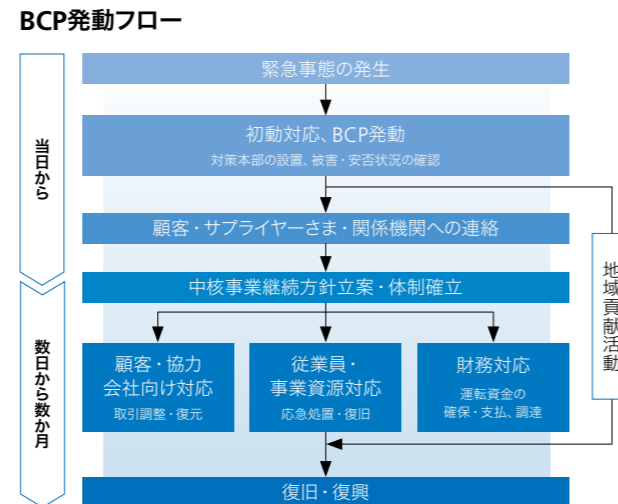 BCP発動フロー
当日から
緊急事態の発生
初動対応、BCP発動
対策本部の設置、被害・安否状況の確認
顧客・サプライヤーさま・関係機関への連絡
地域貢献活動
数日から数か月
中核事業継続方針立案・体制確立
顧客・協力
会社向け対応
取引調整・復元
従業員・
事業資源対応
応急処置・復旧
財務対応
運転資金の
確保・支払、調達
復旧・復興